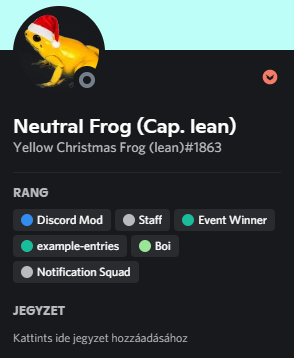 Neutral Frog (Cap. lean)
Yellow Christmas Frog (lean)#1863
RANG
Discord Mod Staff Event Winner
example-entries Boi
Notification Squad
JEGYZET
Kattints ide jegyzet hozzáadásához